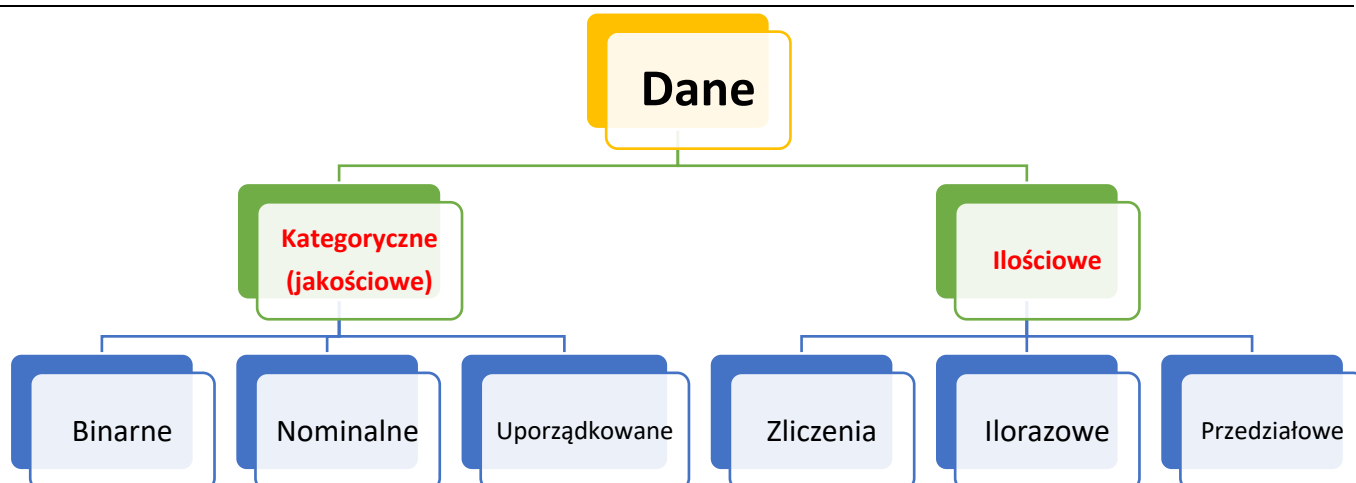 Dane
Kategoryczne
(jakościowe)
Ilościowe
Binarne
Nominalne
Uporządkowane
Zliczenia
Ilorazowe
Przedziałowe